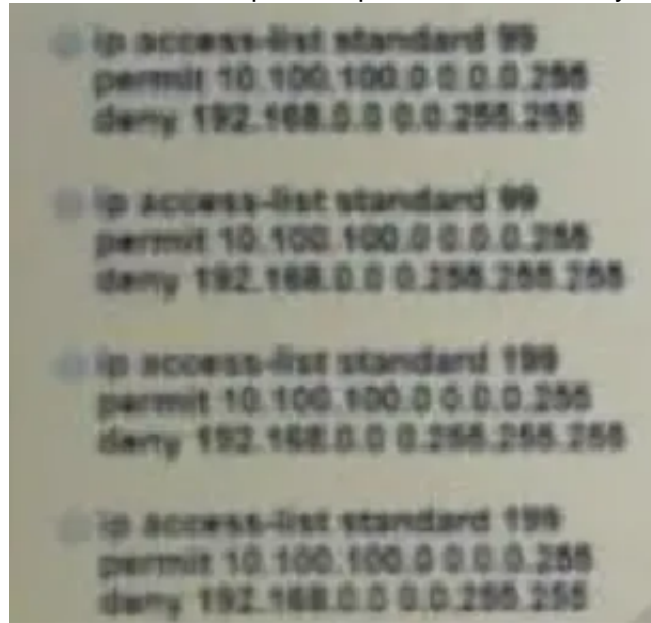 ip access-list standard 99
permit 10.100.100.0 0.0.0.255
deny 192.168.0.0 0.0.255.255
ip access-list standard 99
permit 10.100.100.0 0.0.0.255
deny 192.168.0.0 0.255.255.255
ip access-list standard 199
permit 10.100.100.0 0.0.0.255
deny 192.168.0.0 0.255.255.255
ip access-list standard 199
permit 10.100.100.0 0.0.0.255
deny 192.168.0.0 0.0.255.255